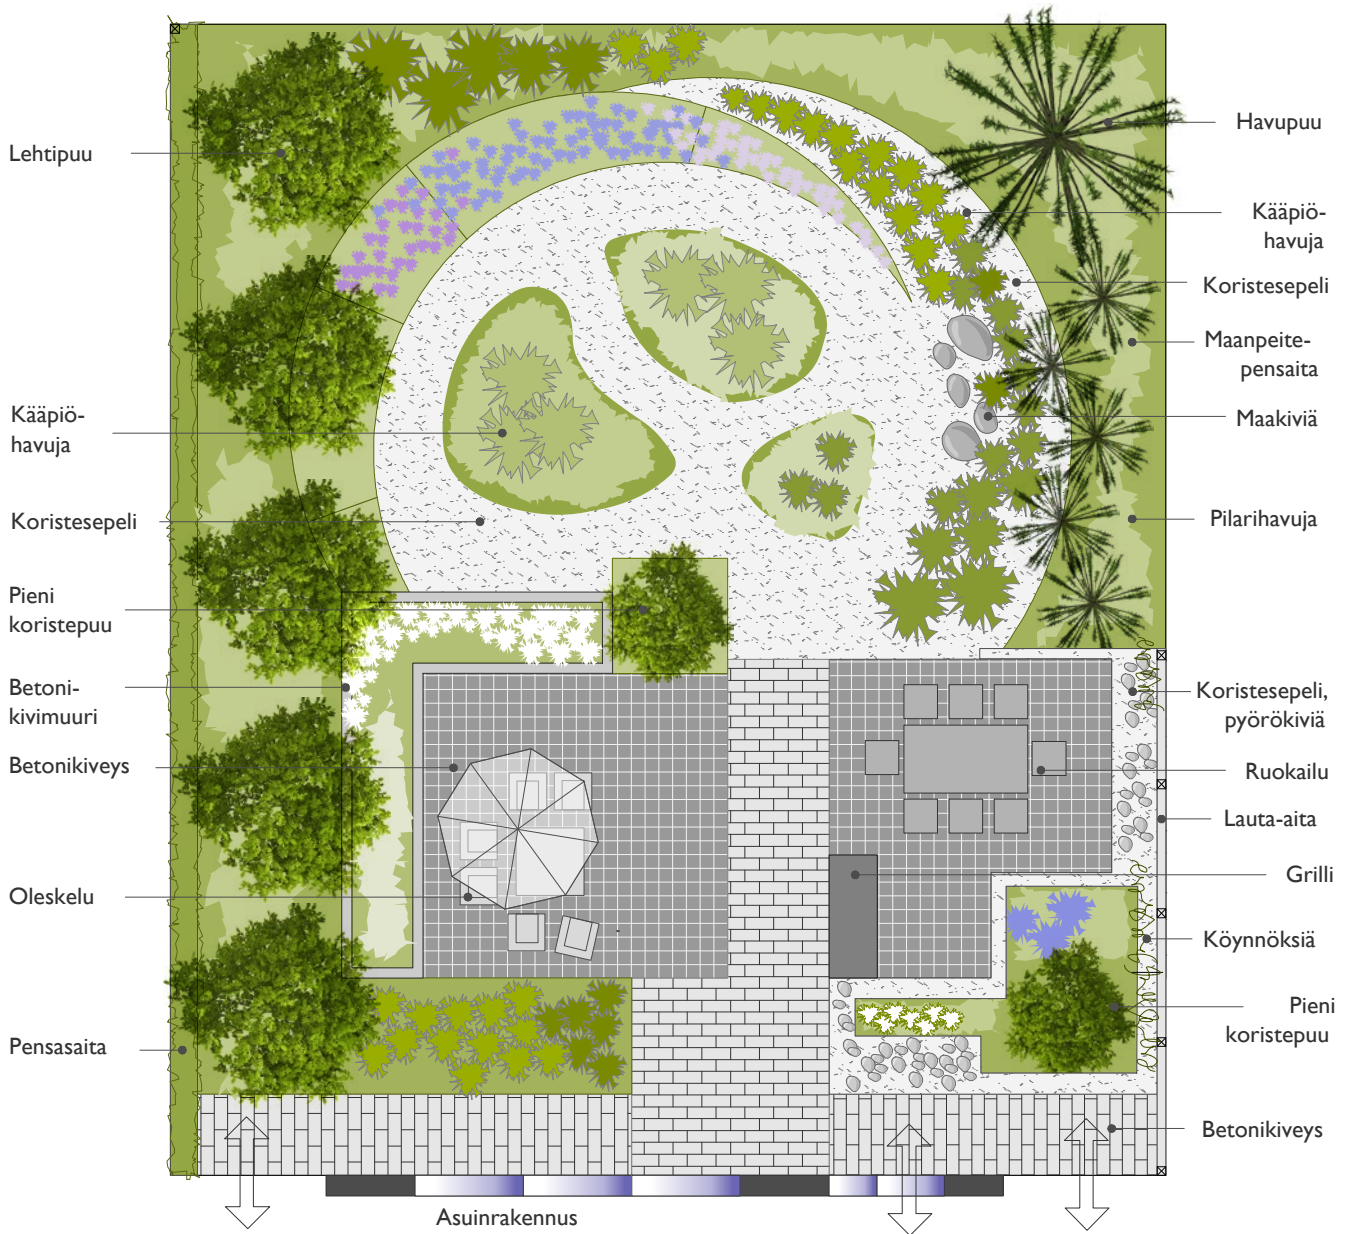 Lehtipuu
Kääpiö-
havuja
Koristesepeli
Pieni
koristepuu
Betoni-
kivimuuri
Betonikiveys
Oleskelu
Pensasaita
Havupuu
Kääpiö-
havuja
Koristesepeli
Maanpeite-
pensaita
Maakiviä
Pilarihavuja
Koristesepeli,
pyörökiviä
Ruokailu
Lauta-aita
Grilli
Köynnöksiä
Pieni
koristepuu
Betonikiveys
Asuinrakennus